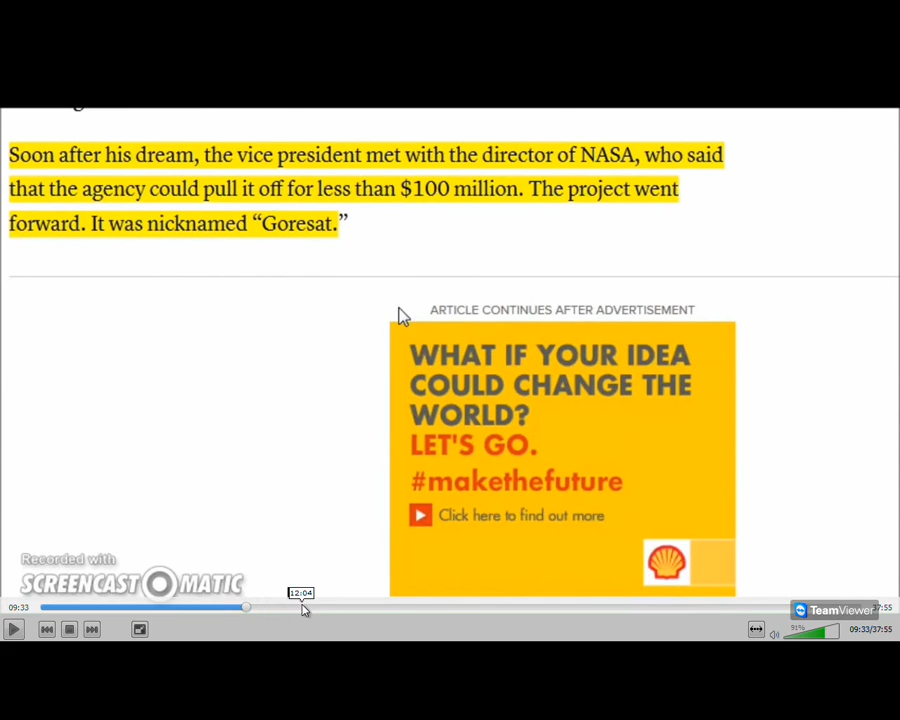 Soon after his dream, the vice president met with the director of NASA, who said
that the agency could pull it off for less than $100 million. The project went
forward. It was nicknamed “Goresat.”
ARTICLE CONTINUES AFTER ADVERTISEMENT
WHAT IF YOUR IDEA
COULD CHANGE THE
WORLD?
LET'S GO.
#makethefuture
Click here to find out more
Recorded with
SCREENCAST MATIC
12:04
09:33
TeamViewer
37:55
91%
09:33/37:55